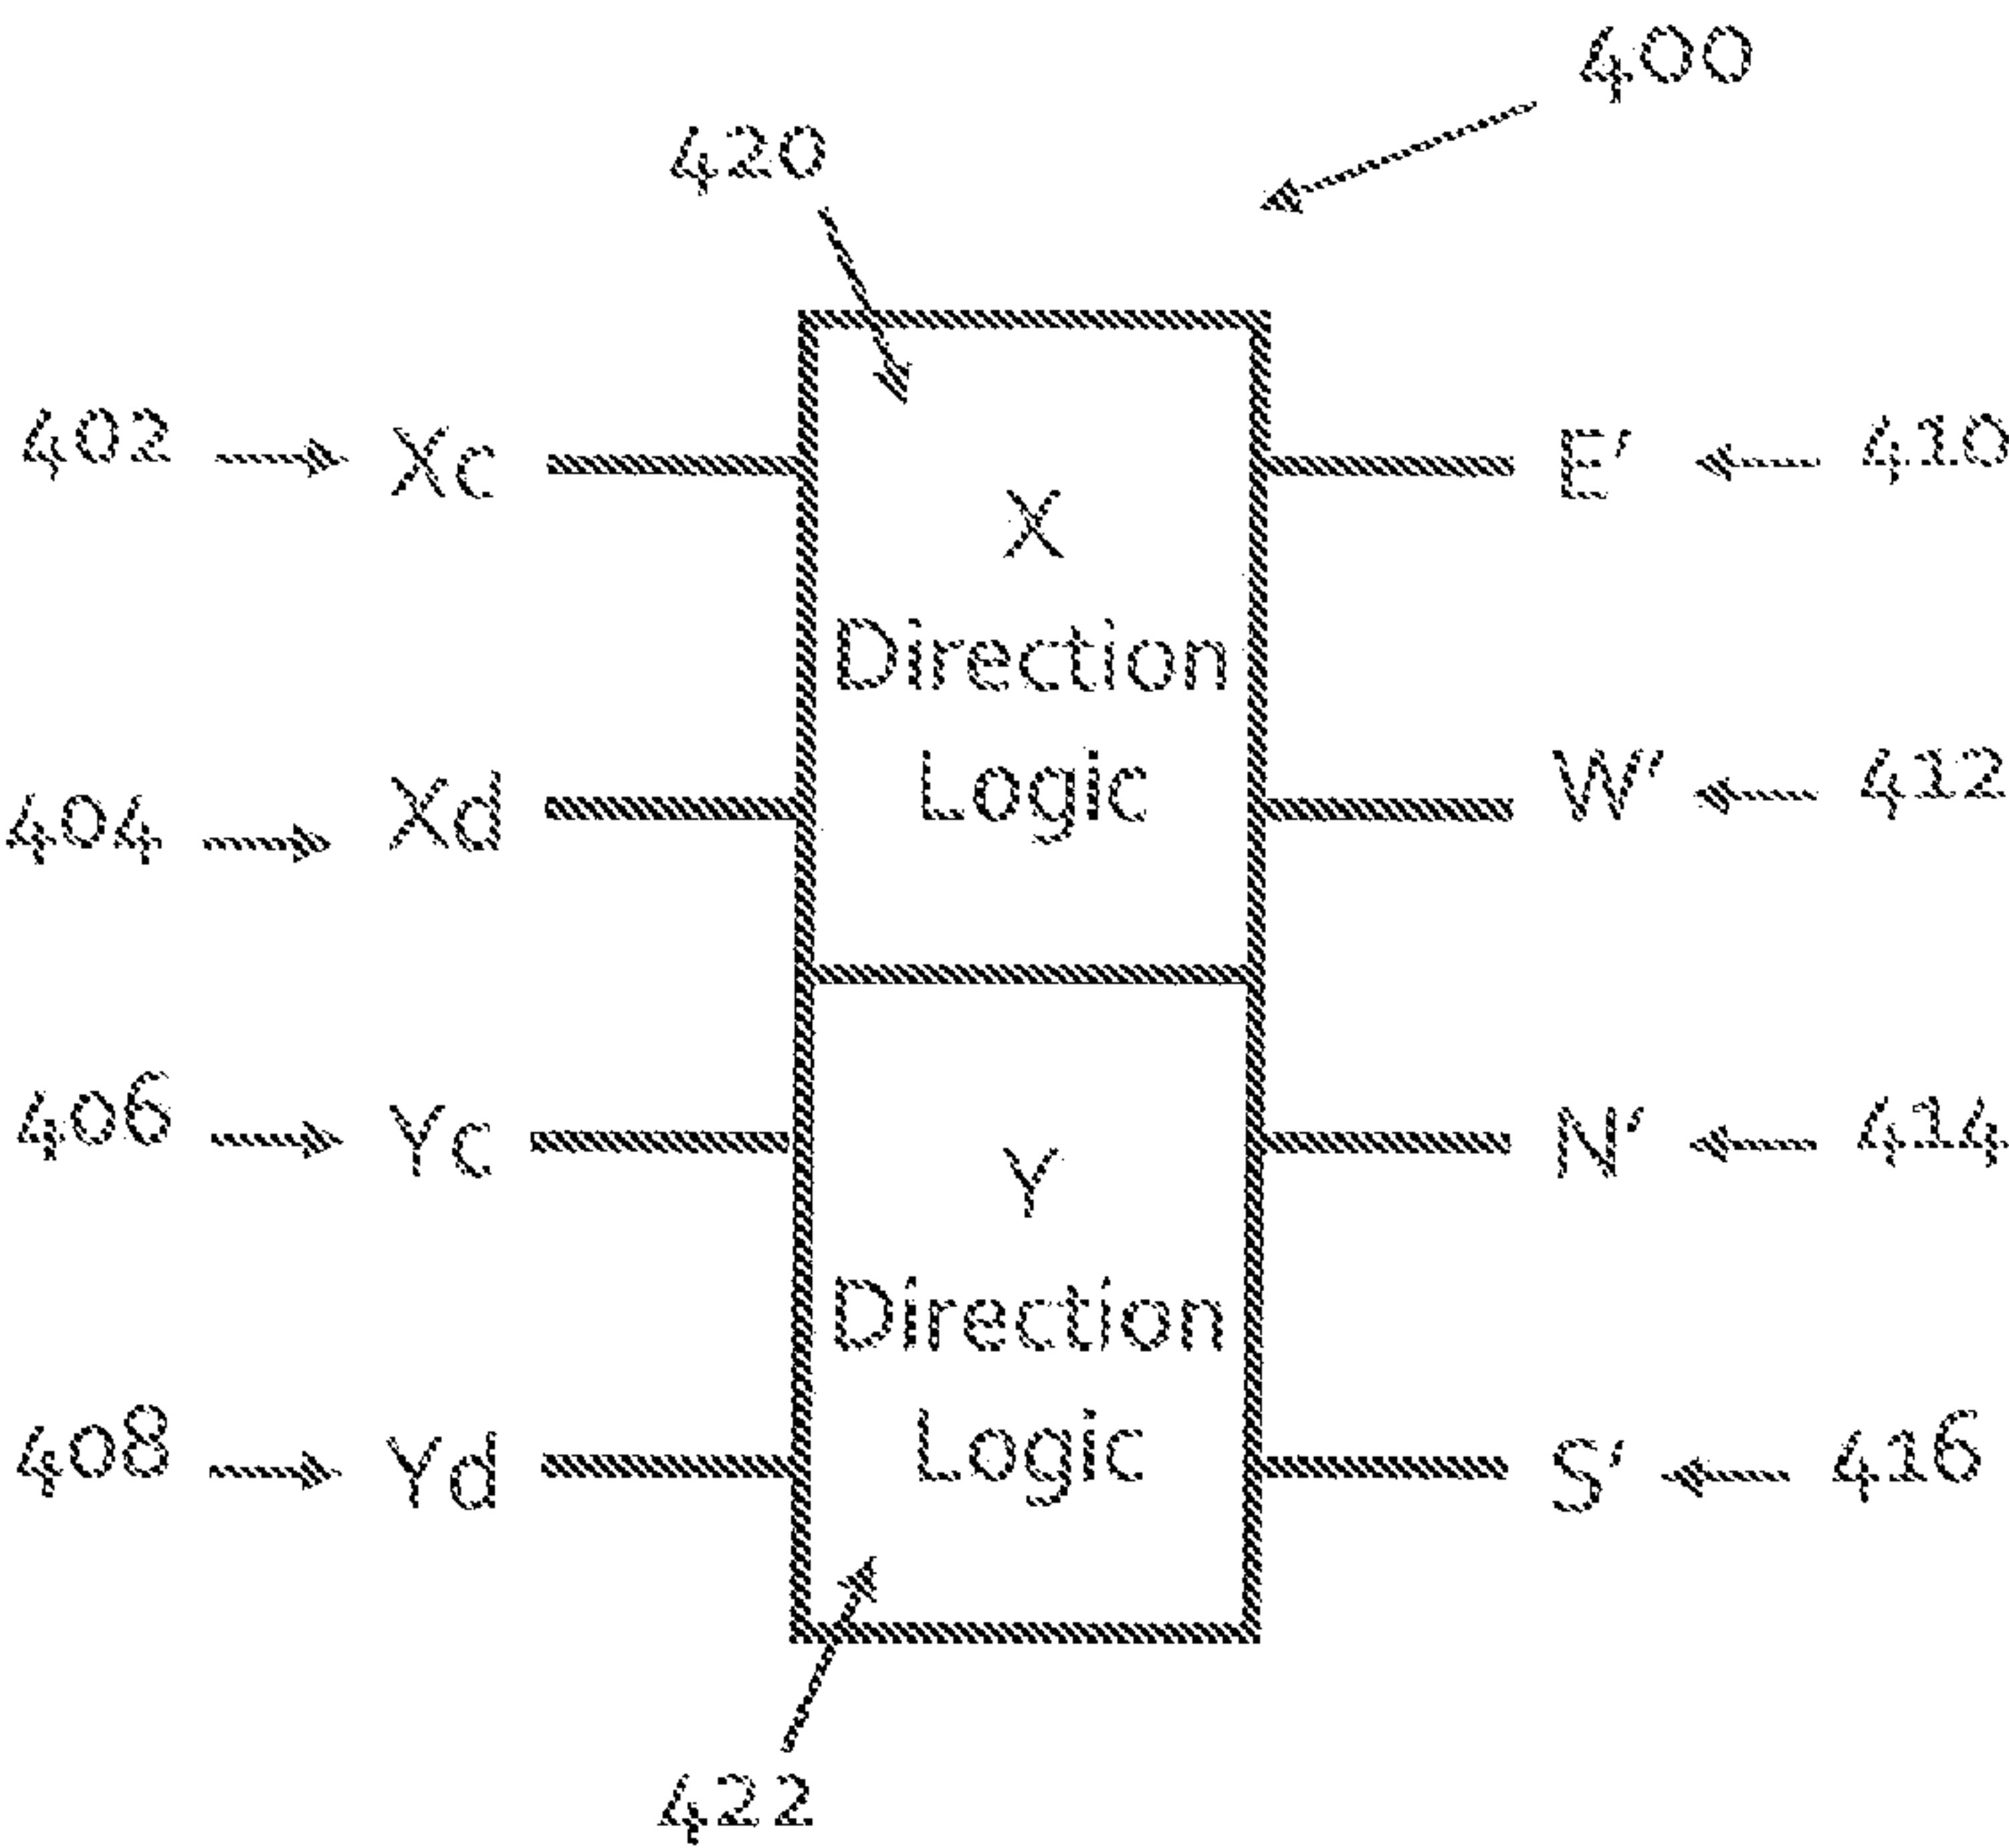 400
420
402 Xc E' 410
X
Direction
Logic
404 Xd W' 412
406 Yc N' 414
Y
Direction
Logic
408 Yd S' 416
422